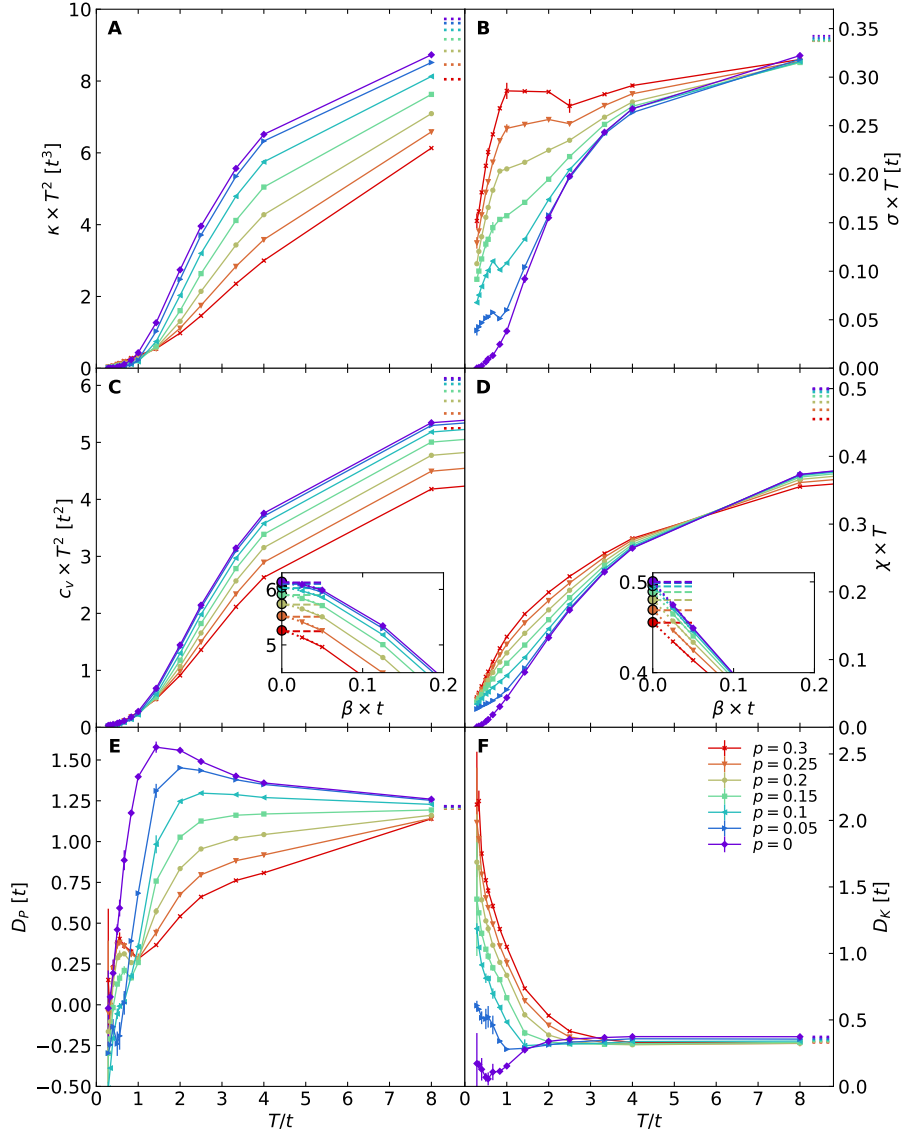 A
κ × T² [t³]
10
8
6
4
2
0
B
σ × T [t]
0.35
0.30
0.25
0.20
0.15
0.10
0.05
0.00
C
c_v × T² [t²]
6
5
4
3
2
1
0
6
5
0.0
0.1
0.2
β × t
D
χ × T
0.5
0.4
0.3
0.2
0.1
0.0
0.5
0.4
0.0
0.1
0.2
β × t
E
D_P [t]
1.50
1.25
1.00
0.75
0.50
0.25
0.00
−0.25
−0.50
0 1 2 3 4 5 6 7 8
T/t
F
p = 0.3
p = 0.25
p = 0.2
p = 0.15
p = 0.1
p = 0.05
p = 0
D_K [t]
2.5
2.0
1.5
1.0
0.5
0.0
0 1 2 3 4 5 6 7 8
T/t